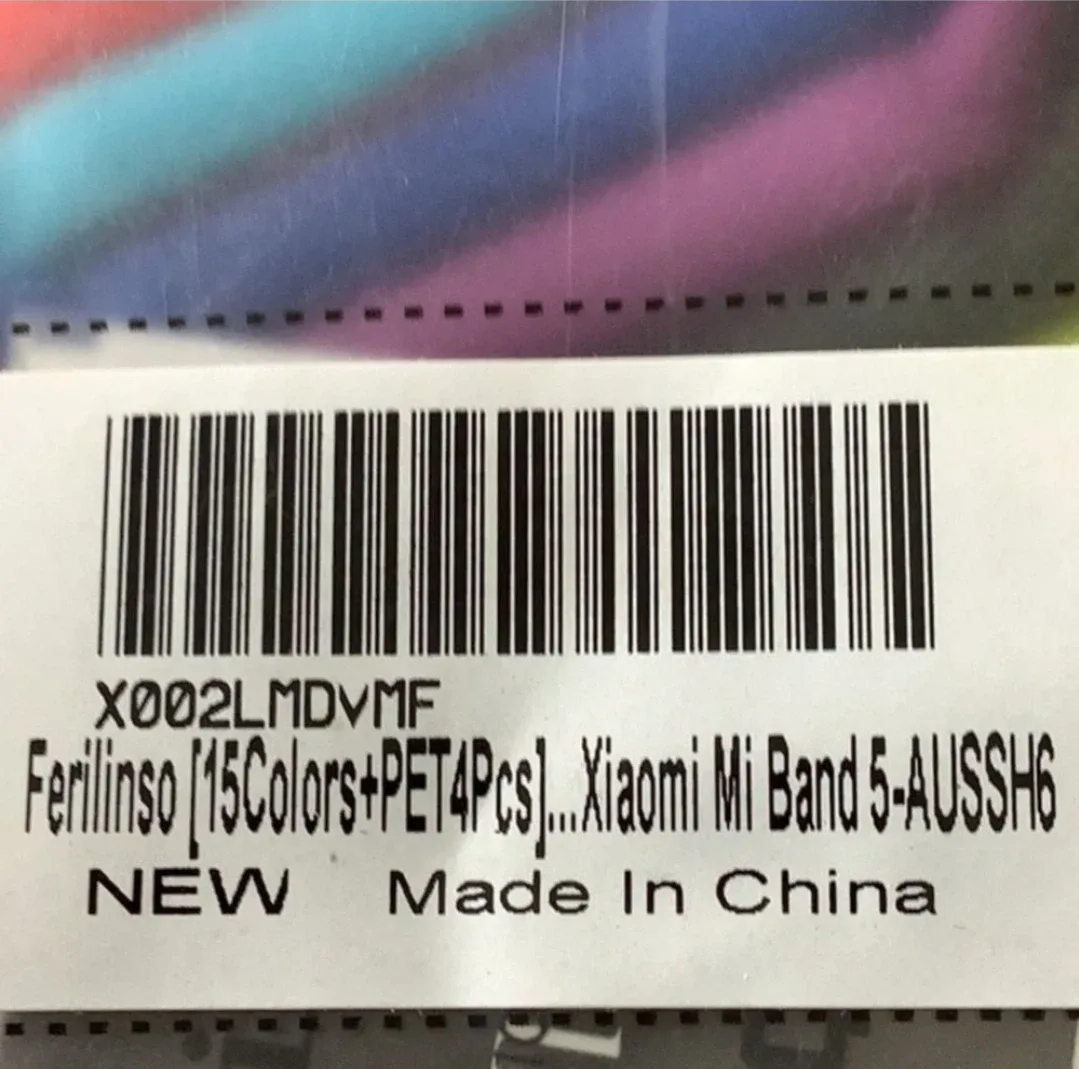 X002LMDVMF
Ferilinso [15Colors+PET4Pcs]...Xiaomi Mi Band 5-AUSSH6
NEW Made In China